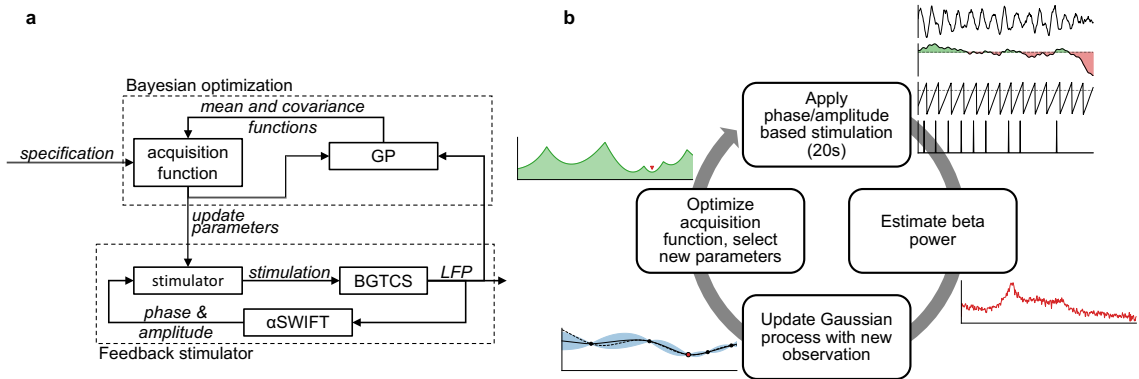 a
Bayesian optimization
mean and covariance
functions
specification
acquisition
function
GP
update
parameters
stimulator
stimulation
BGTCS
LFP
phase &
amplitude
αSWIFT
Feedback stimulator
b
Apply
phase/amplitude
based stimulation
(20s)
Estimate beta
power
Update Gaussian
process with new
observation
Optimize
acquisition
function, select
new parameters